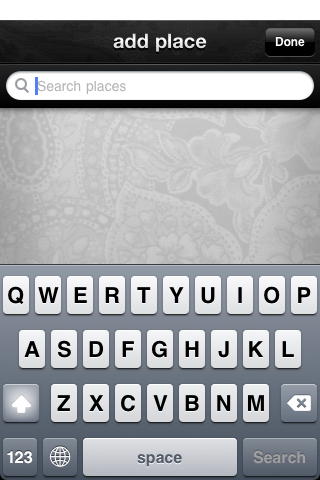 add place Done
Search places
Q W E R T Y U I O P
A S D F G H J K L
Z X C V B N M
123 space Search